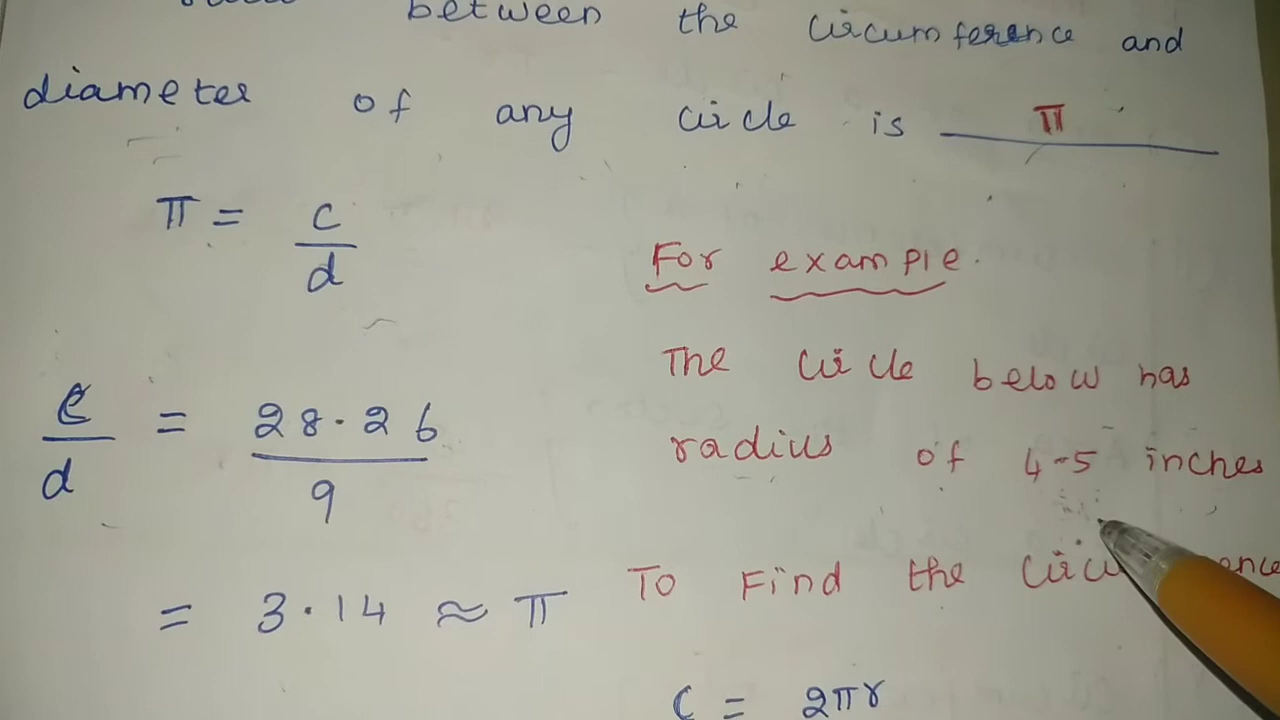 between the circumference and
diameter of any circle is π
π = c/d
c/d = 28.26/9
= 3.14 ≈ π
For example.
The circle below has
radius of 4.5 inches
To Find the
C = 2πr